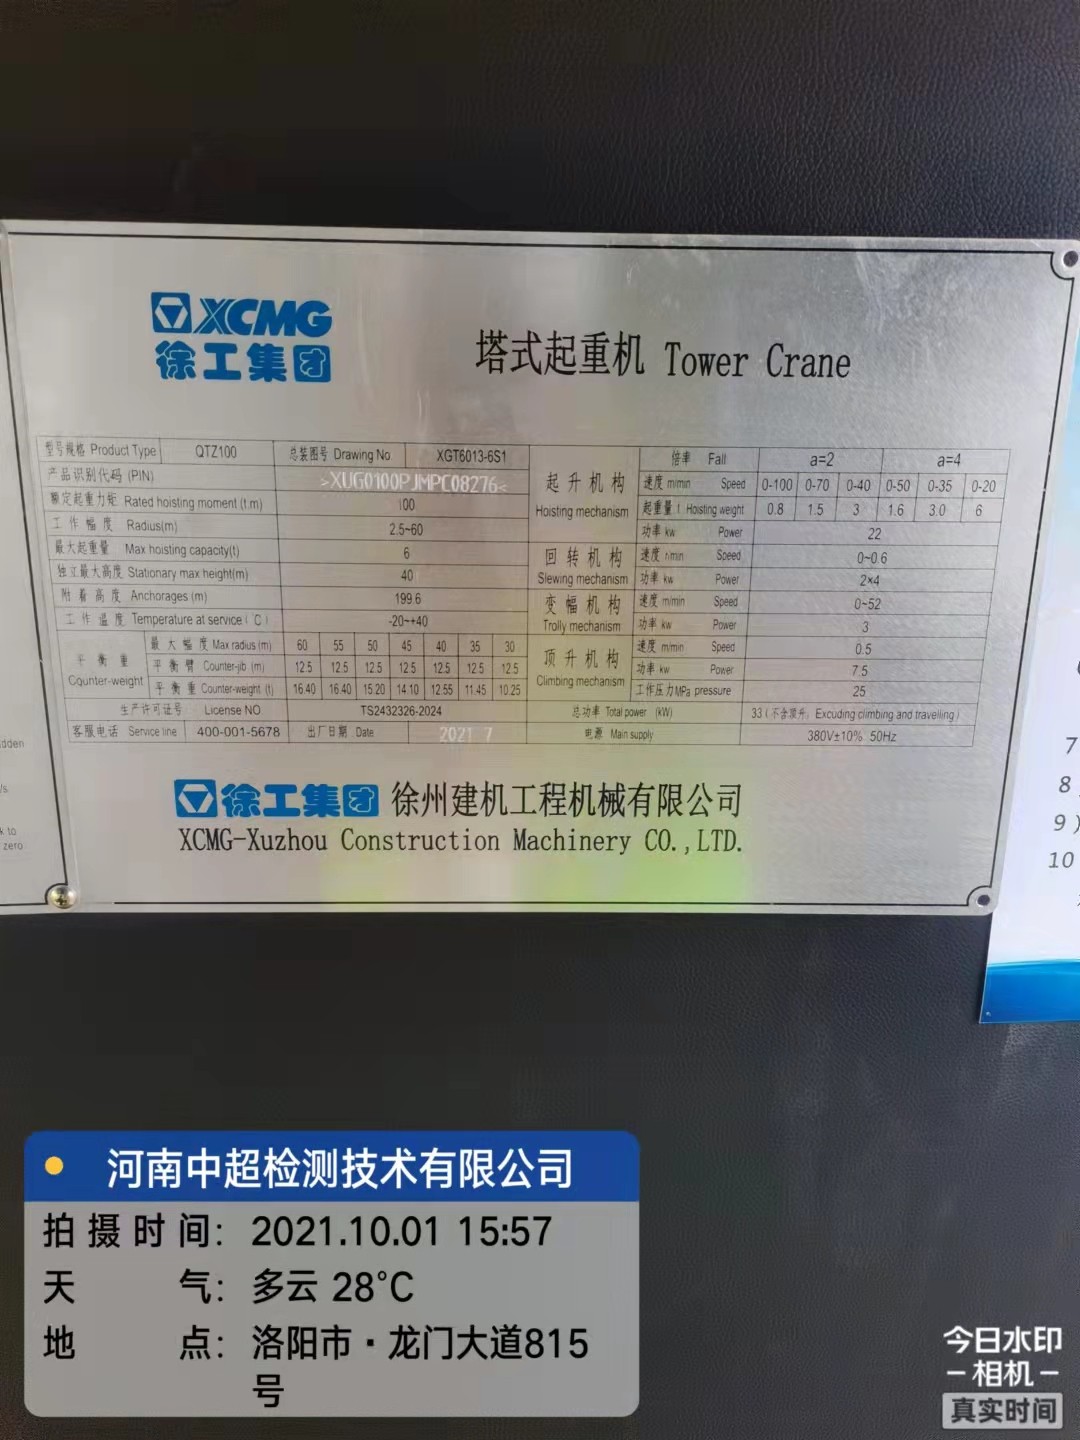 XCMG
徐工集团
塔式起重机 Tower Crane
型号规格 Product Type QTZ100 总装图号 Drawing No XGT6013-6S1
产品识别代码 (PIN) >XUG0100PJMPC08276<
额定起重力矩 Rated hoisting moment (t.m) 100
工作幅度 Radius(m) 2.5~60
最大起重量 Max hoisting capacity(t) 6
独立最大高度 Stationary max height(m) 40
附着高度 Anchorages (m) 199.6
工作温度 Temperature at service (℃) -20~+40
平衡重 Counter-weight
最大幅度 Max radius (m) 60 55 50 45 40 35 30
平衡臂 Counter-jib (m) 12.5 12.5 12.5 12.5 12.5 12.5 12.5
平衡重 Counter-weight (t) 16.40 16.40 15.20 14.10 12.55 11.45 10.25
生产许可证号 License NO TS2432326-2024
客服电话 Service line 400-001-5678 出厂日期 Date 2021 7
起升机构 Hoisting mechanism
倍率 Fall a=2 a=4
速度 m/min Speed 0-100 0-70 0-40 0-50 0-35 0-20
起重量 t Hoisting weight 0.8 1.5 3 1.6 3.0 6
功率 kw Power 22
回转机构 Slewing mechanism
速度 r/min Speed 0~0.6
功率 kw Power 2×4
变幅机构 Trolly mechanism
速度 m/min Speed 0~52
功率 kw Power 3
顶升机构 Climbing mechanism
速度 m/min Speed 0.5
功率 kw Power 7.5
工作压力 MPa pressure 25
总功率 Total power (kW) 33 (不含顶升, Excuding climbing and travelling)
电源 Main supply 380V±10% 50Hz
徐工集团 徐州建机工程机械有限公司
XCMG-Xuzhou Construction Machinery CO.,LTD.
dden
/s
k to
zero
7
8
9)
10
河南中超检测技术有限公司
拍摄时间: 2021.10.01 15:57
天气: 多云 28℃
地点: 洛阳市·龙门大道815
号
今日水印
-相机-
真实时间